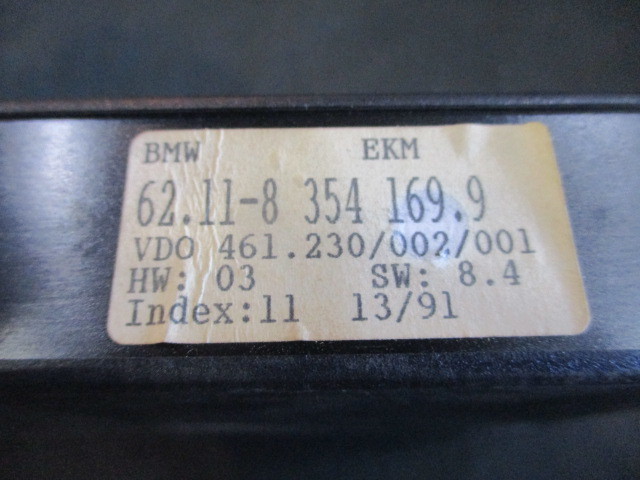 BMW EKM
62.11-8 354 169.9
VDO 461.230/002/001
HW: 03 SW: 8.4
Index:11 13/91